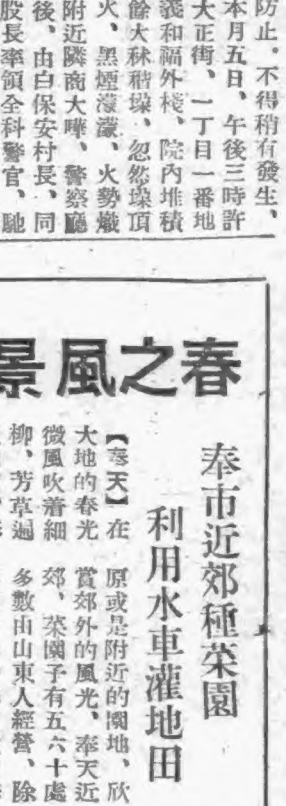 防止。不得稍有發生、
本月五日、午後三時許
大正街、一丁目一番地
義和福外棧、院內堆積
餘大秫稭垜、忽然垜頂
火、黑煙濛濛、火勢熾
附近隣商大嘩、警察廳
後、由白保安村長、同
股長率領全科警官、馳
春之風景
奉市近郊種菜園
利用水車灌地田
【奉天】在
大地的春光
微風吹着細
柳、芳草遍
原或是附近的園地、欣
賞郊外的風光、奉天近
郊、菜園子有五六十處
多數由山東人經營、除